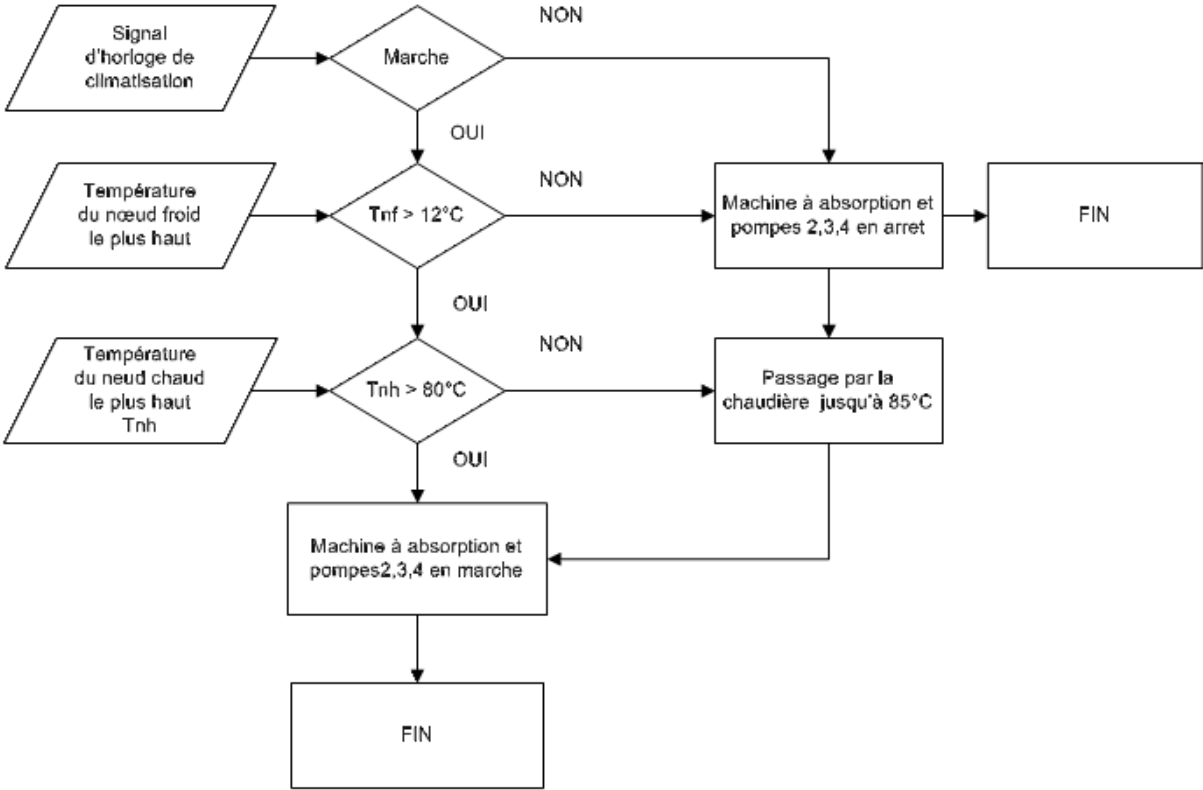 Signal
d'horloge de
climatisation
Marche
NON
OUI
Température
du nœud froid
le plus haut
Tnf > 12°C
NON
Machine à absorption et
pompes 2,3,4 en arret
FIN
OUI
Température
du neud chaud
le plus haut
Tnh
Tnh > 80°C
NON
Passage par la
chaudière jusqu'à 85°C
OUI
Machine à absorption et
pompes2,3,4 en marche
FIN